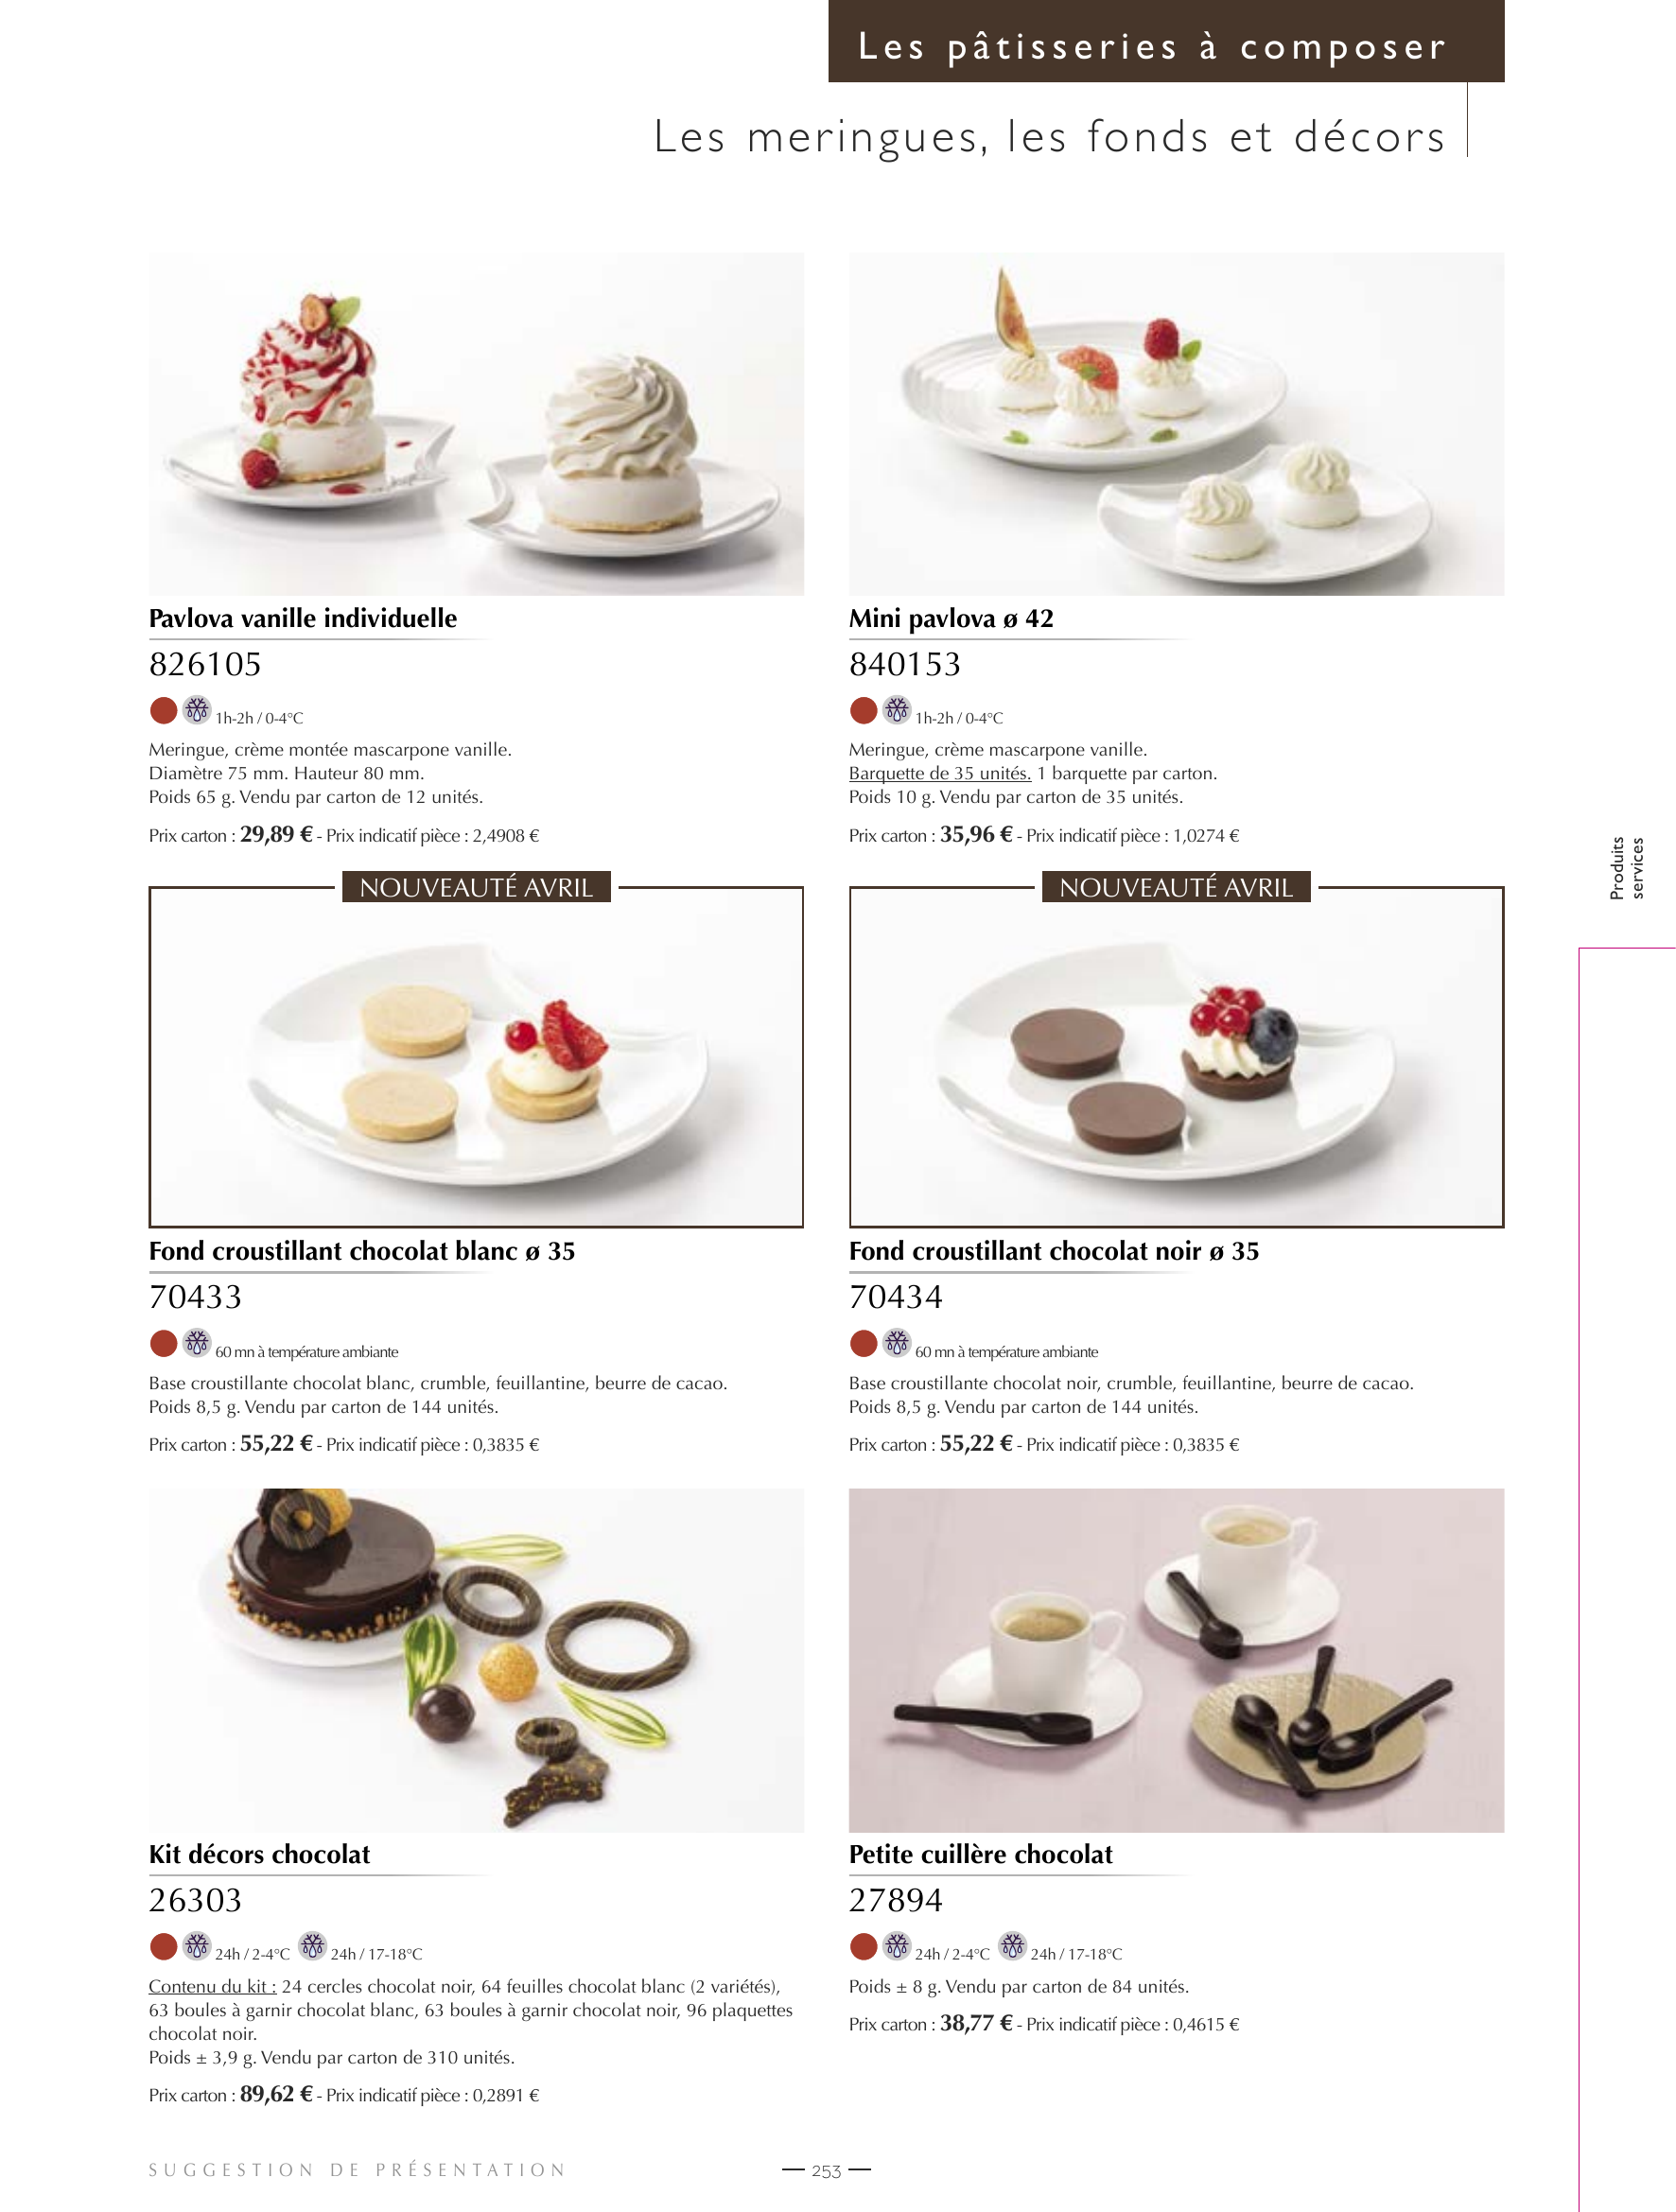 Les pâtisseries à composer
Les meringues, les fonds et décors
Pavlova vanille individuelle
826105
1h-2h / 0-4°C
Meringue, crème montée mascarpone vanille.
Diamètre 75 mm. Hauteur 80 mm.
Poids 65 g. Vendu par carton de 12 unités.
Prix carton : 29,89 € - Prix indicatif pièce : 2,4908 €
Mini pavlova ø 42
840153
1h-2h / 0-4°C
Meringue, crème mascarpone vanille.
Barquette de 35 unités. 1 barquette par carton.
Poids 10 g. Vendu par carton de 35 unités.
Prix carton : 35,96 € - Prix indicatif pièce : 1,0274 €
Produits
services
NOUVEAUTÉ AVRIL
Fond croustillant chocolat blanc ø 35
70433
60 mn à température ambiante
Base croustillante chocolat blanc, crumble, feuillantine, beurre de cacao.
Poids 8,5 g. Vendu par carton de 144 unités.
Prix carton : 55,22 € - Prix indicatif pièce : 0,3835 €
NOUVEAUTÉ AVRIL
Fond croustillant chocolat noir ø 35
70434
60 mn à température ambiante
Base croustillante chocolat noir, crumble, feuillantine, beurre de cacao.
Poids 8,5 g. Vendu par carton de 144 unités.
Prix carton : 55,22 € - Prix indicatif pièce : 0,3835 €
Kit décors chocolat
26303
24h / 2-4°C 24h / 17-18°C
Contenu du kit : 24 cercles chocolat noir, 64 feuilles chocolat blanc (2 variétés),
63 boules à garnir chocolat blanc, 63 boules à garnir chocolat noir, 96 plaquettes
chocolat noir.
Poids ± 3,9 g. Vendu par carton de 310 unités.
Prix carton : 89,62 € - Prix indicatif pièce : 0,2891 €
Petite cuillère chocolat
27894
24h / 2-4°C 24h / 17-18°C
Poids ± 8 g. Vendu par carton de 84 unités.
Prix carton : 38,77 € - Prix indicatif pièce : 0,4615 €
SUGGESTION DE PRÉSENTATION
253